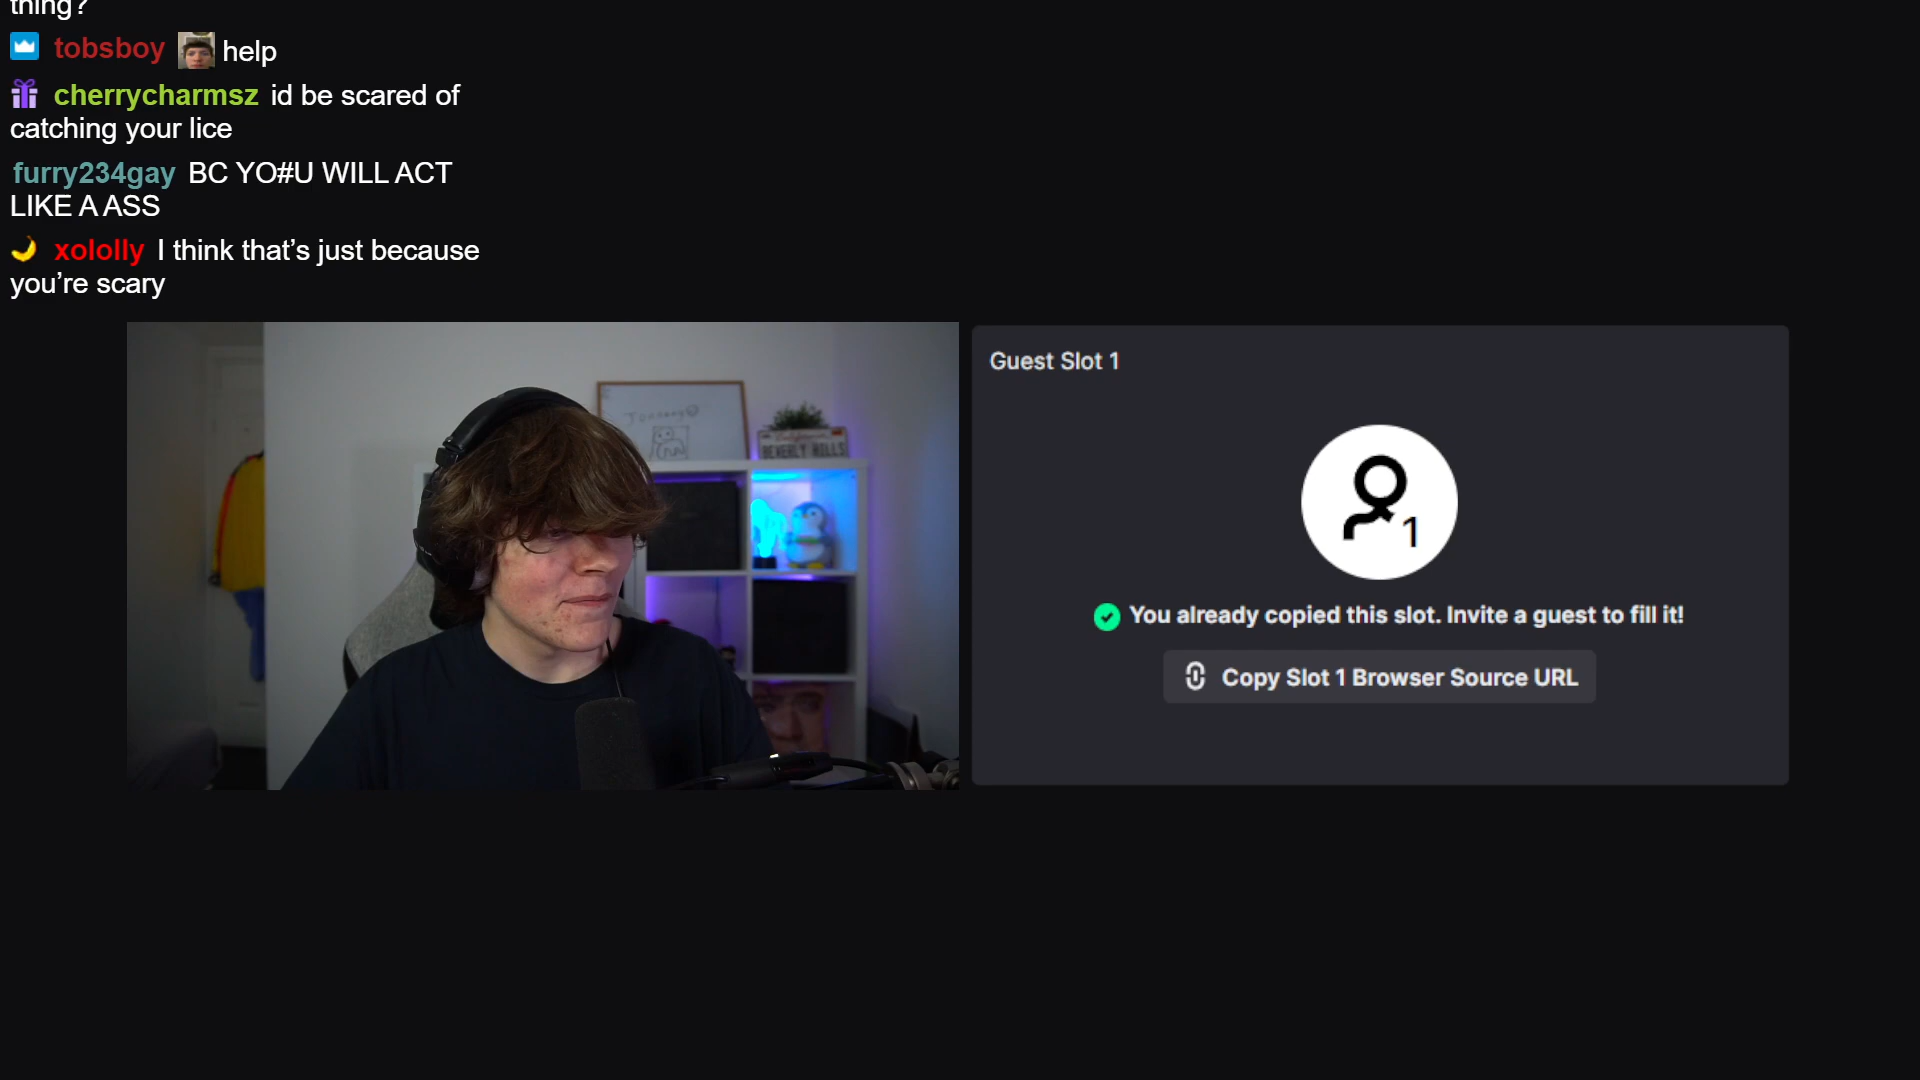 thing?
tobsboy help
cherrycharmsz id be scared of
catching your lice
furry234gay BC YO#U WILL ACT
LIKE A ASS
xololly I think that’s just because
you’re scary
Guest Slot 1
1
You already copied this slot. Invite a guest to fill it!
Copy Slot 1 Browser Source URL
BEVERLY HILLS